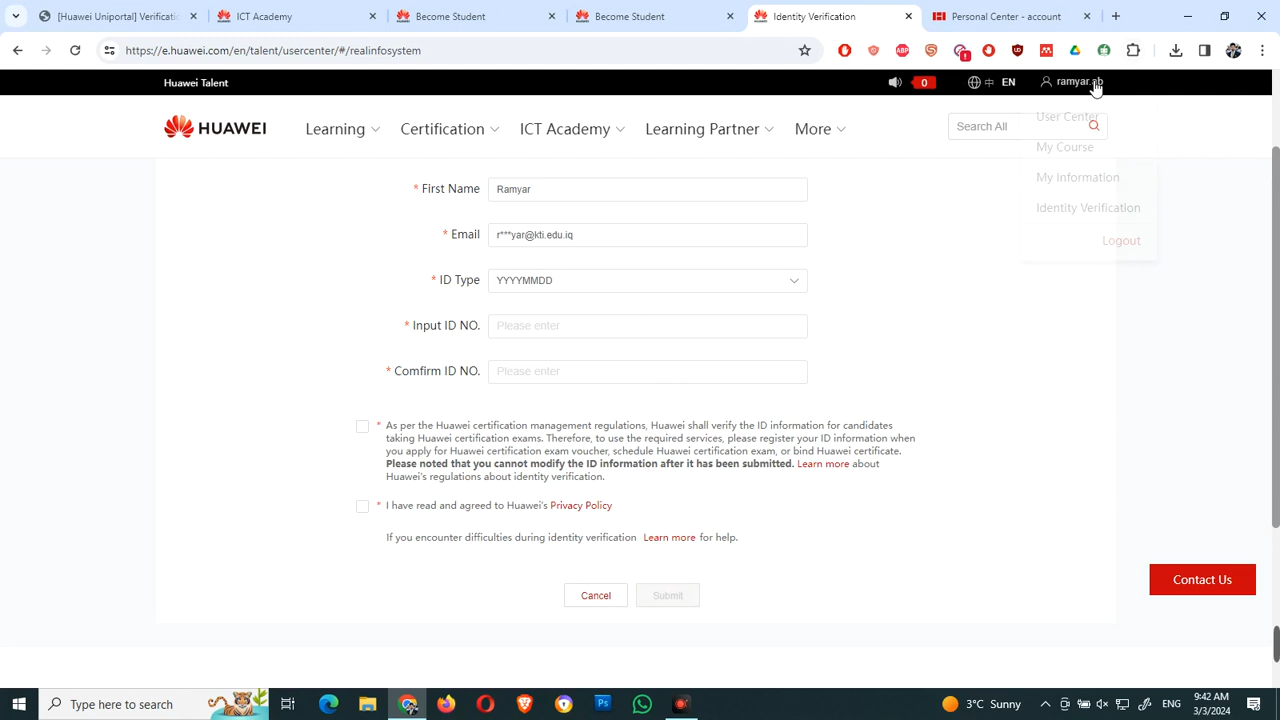 [Huawei Uniportal] Verificati
ICT Academy
Become Student
Become Student
Identity Verification
Personal Center - account
https://e.huawei.com/en/talent/usercenter/#/realinfosystem
Huawei Talent
0
中
EN
ramyar.ab
HUAWEI
Learning
Certification
ICT Academy
Learning Partner
More
Search All
User Center
My Course
My Information
Identity Verification
Logout
* First Name
Ramyar
* Email
r***yar@kti.edu.iq
* ID Type
YYYYMMDD
* Input ID NO.
Please enter
* Comfirm ID NO.
Please enter
* As per the Huawei certification management regulations, Huawei shall verify the ID information for candidates
taking Huawei certification exams. Therefore, to use the required services, please register your ID information when
you apply for Huawei certification exam voucher, schedule Huawei certification exam, or bind Huawei certificate.
Please noted that you cannot modify the ID information after it has been submitted. Learn more about
Huawei's regulations about identity verification.
* I have read and agreed to Huawei's Privacy Policy
If you encounter difficulties during identity verification Learn more for help.
Cancel
Submit
Contact Us
Type here to search
3°C Sunny
ENG
9:42 AM
3/3/2024